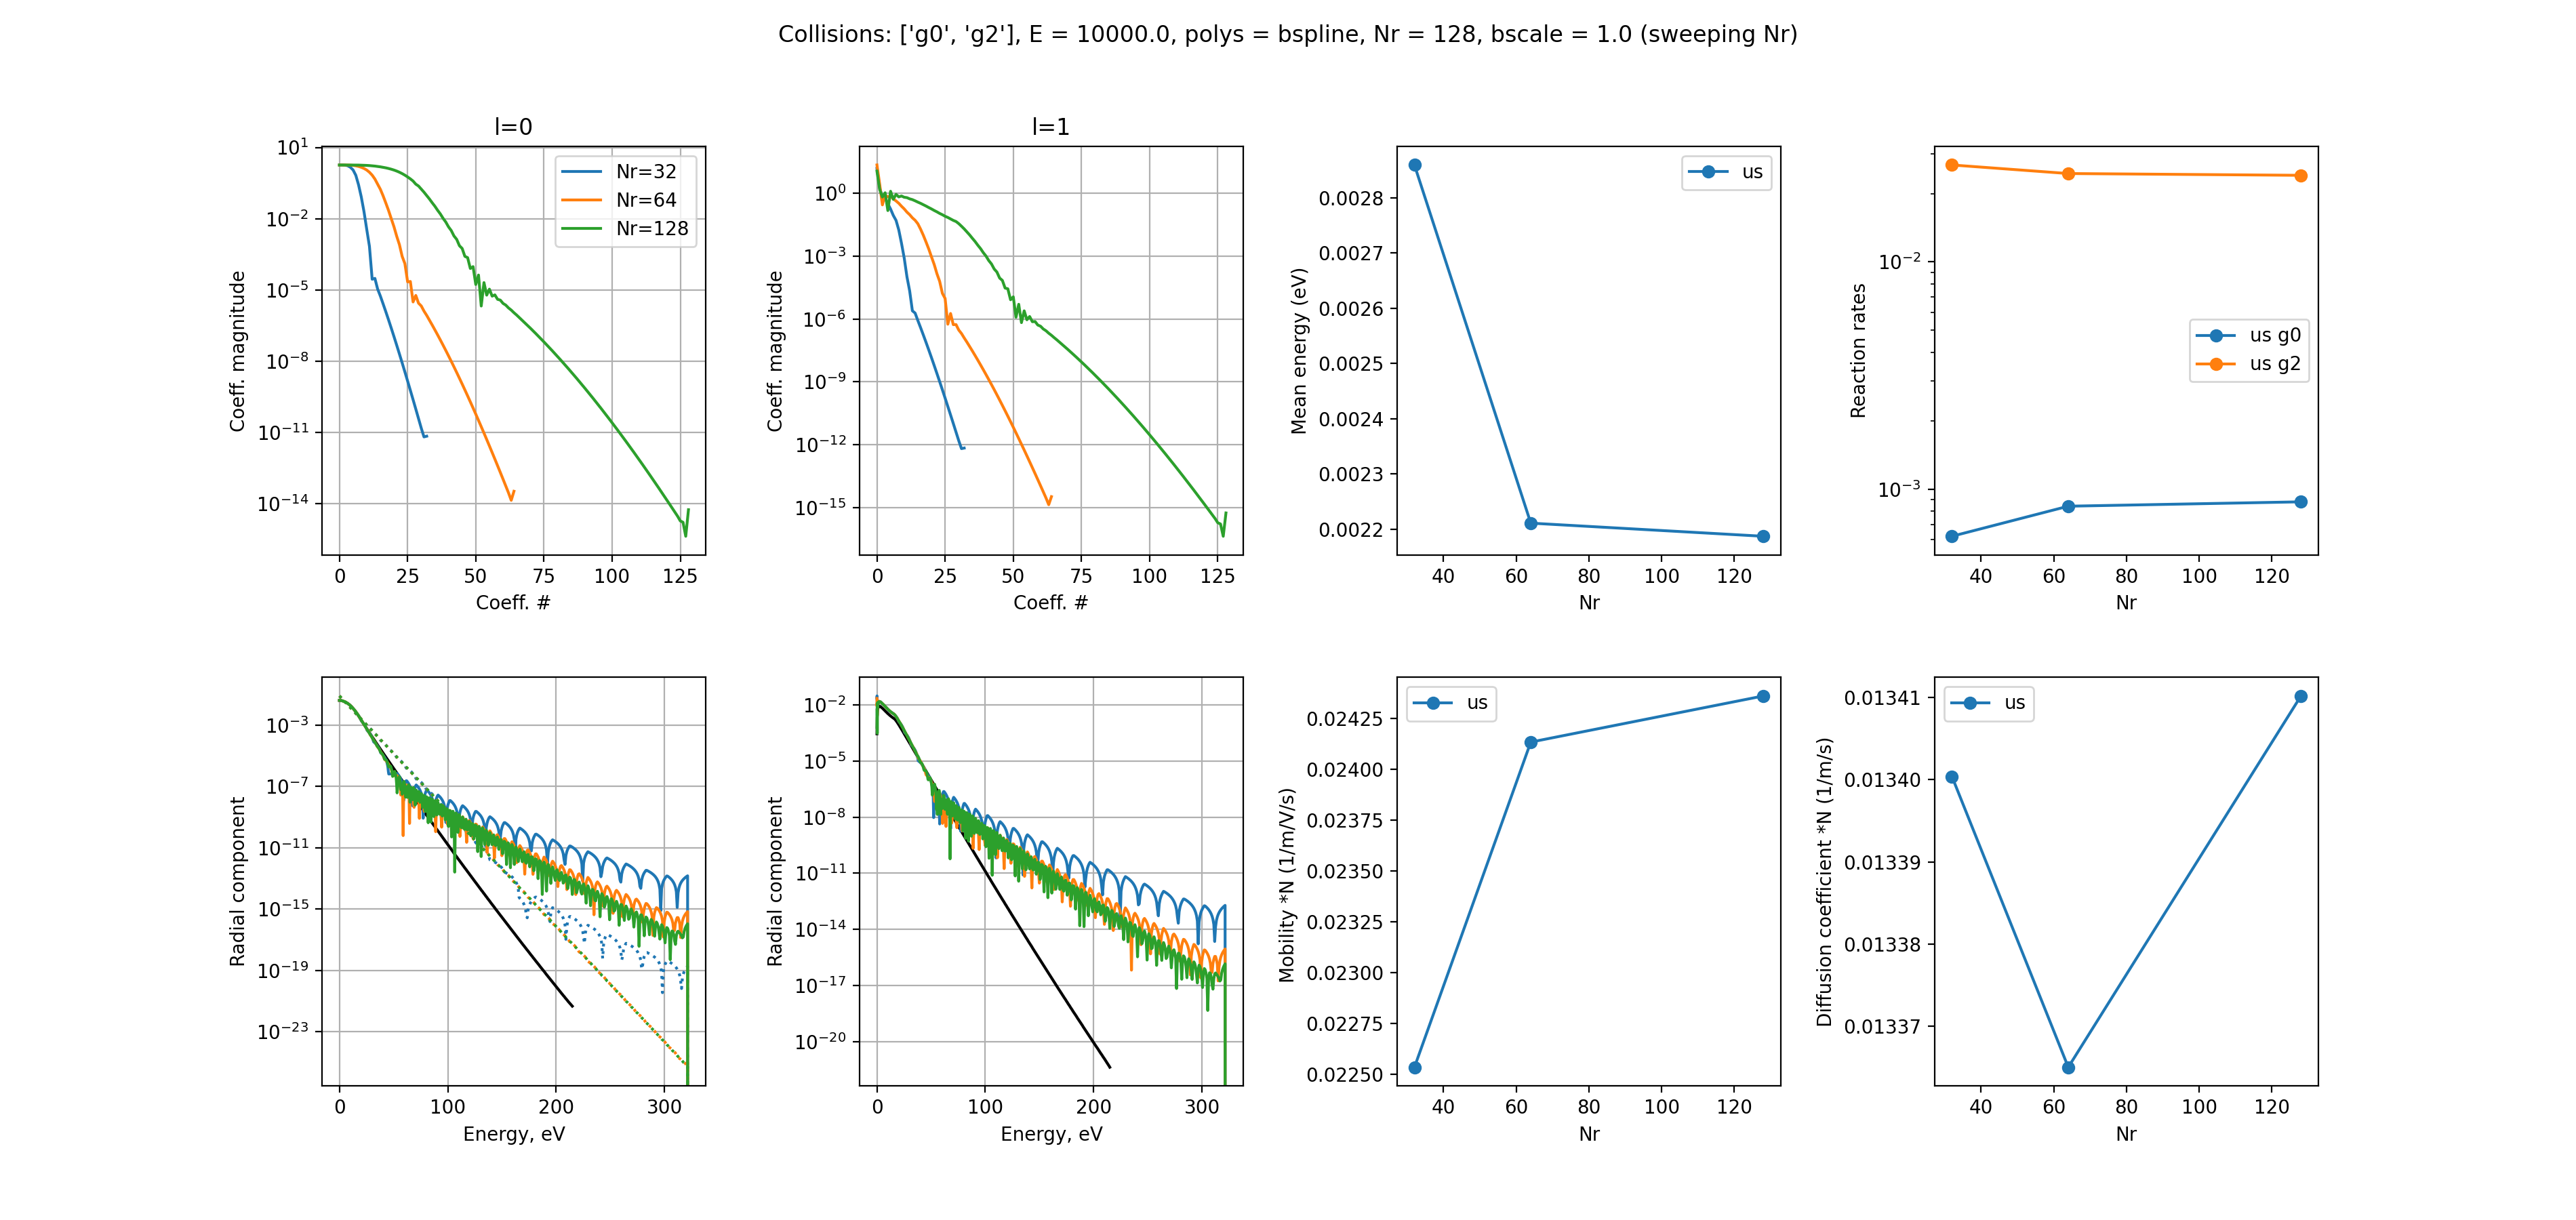 Collisions: ['g0', 'g2'], E = 10000.0, polys = bspline, Nr = 128, bscale = 1.0 (sweeping Nr)
l=0
10^1
10^-2
10^-5
10^-8
10^-11
10^-14
Coeff. magnitude
Nr=32
Nr=64
Nr=128
0 25 50 75 100 125
Coeff. #
l=1
10^0
10^-3
10^-6
10^-9
10^-12
10^-15
Coeff. magnitude
0 25 50 75 100 125
Coeff. #
0.0028
0.0027
0.0026
0.0025
0.0024
0.0023
0.0022
Mean energy (eV)
us
40 60 80 100 120
Nr
10^-2
10^-3
Reaction rates
us g0
us g2
40 60 80 100 120
Nr
10^-3
10^-7
10^-11
10^-15
10^-19
10^-23
Radial component
0 100 200 300
Energy, eV
10^-2
10^-5
10^-8
10^-11
10^-14
10^-17
10^-20
Radial component
0 100 200 300
Energy, eV
0.02425
0.02400
0.02375
0.02350
0.02325
0.02300
0.02275
0.02250
Mobility *N (1/m/V/s)
us
40 60 80 100 120
Nr
0.01341
0.01340
0.01339
0.01338
0.01337
Diffusion coefficient *N (1/m/s)
us
40 60 80 100 120
Nr